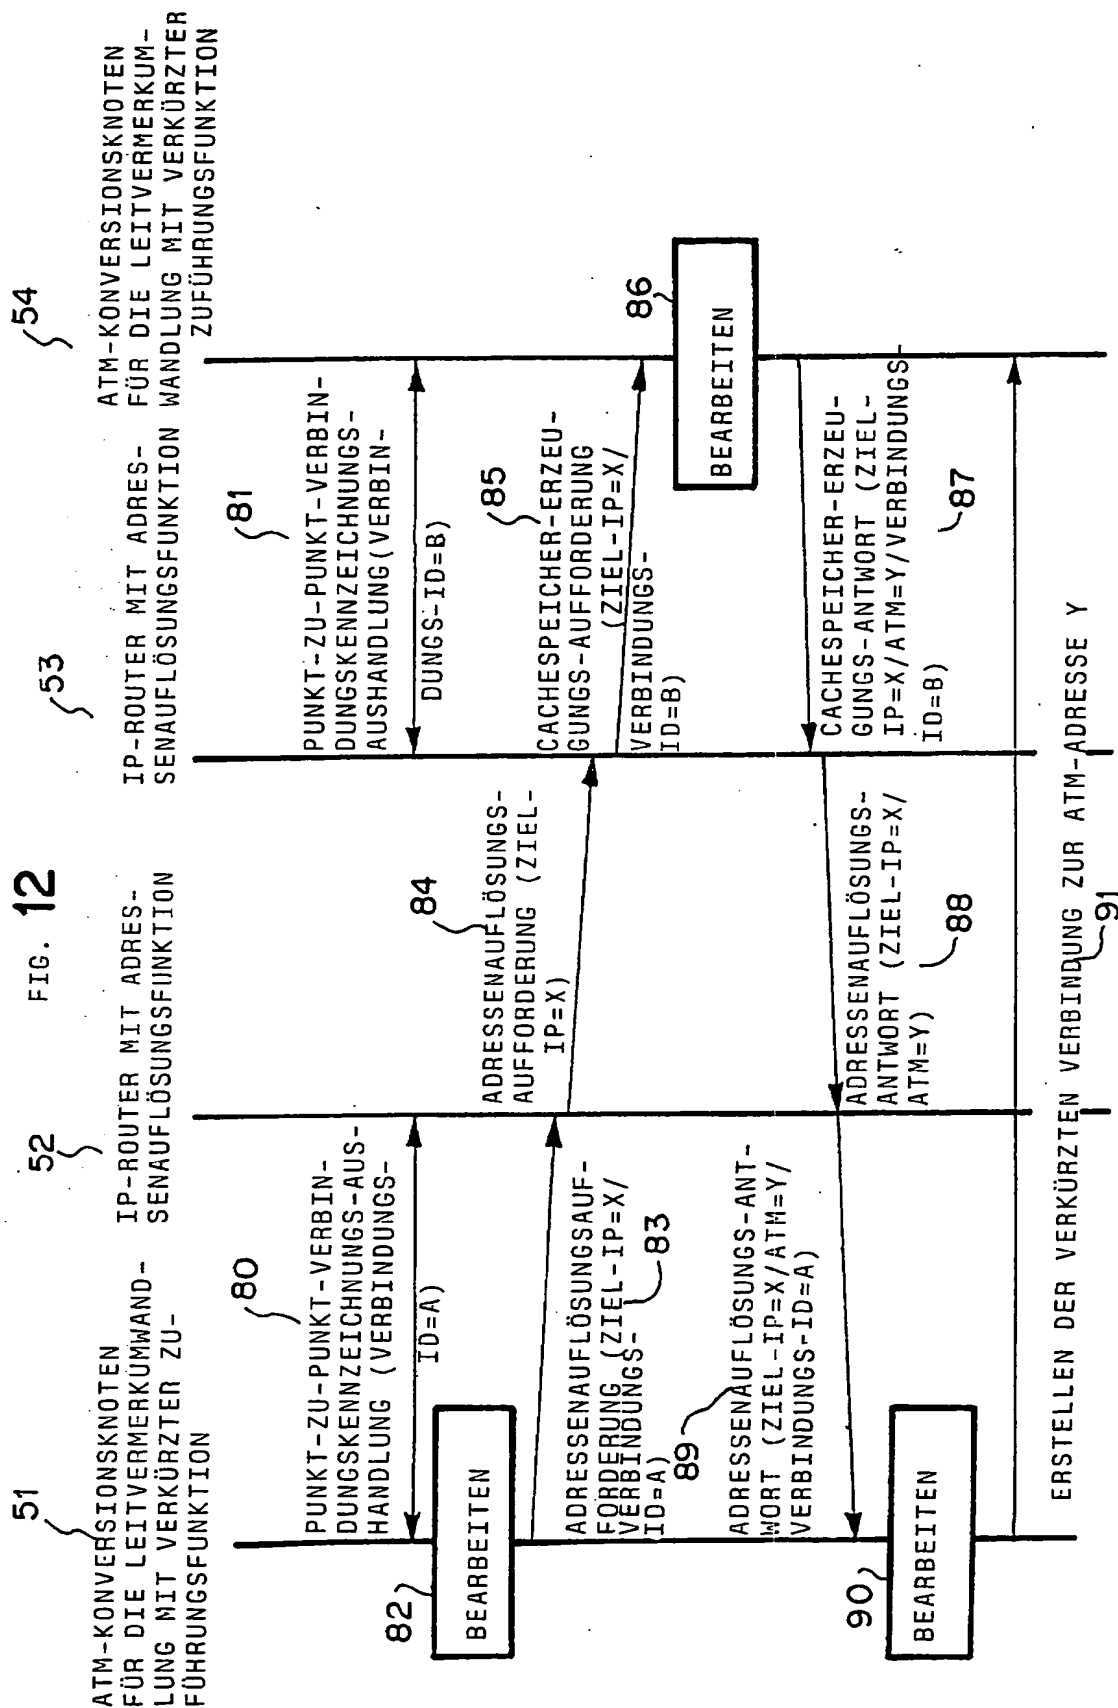 FIG. 12
51
ATM-KONVERSIONSKNOTEN
FÜR DIE LEITVERMERKUMWAND-
LUNG MIT VERKÜRZTER ZU-
FÜHRUNGSFUNKTION
52
IP-ROUTER MIT ADRES-
SENAUFLÖSUNGSFUNKTION
53
IP-ROUTER MIT ADRES-
SENAUFLÖSUNGSFUNKTION
54
ATM-KONVERSIONSKNOTEN
FÜR DIE LEITVERMERKUM-
WANDLUNG MIT VERKÜRZTER
ZUFÜHRUNGSFUNKTION
80
PUNKT-ZU-PUNKT-VERBIN-
DUNGSKENNZEICHNUNGS-AUS-
HANDLUNG (VERBINDUNGS-
ID=A)
81
PUNKT-ZU-PUNKT-VERBIN-
DUNGSKENNZEICHNUNGS-
AUSHANDLUNG(VERBIN-
DUNGS-ID=B)
82
BEARBEITEN
ADRESSENAUFLÖSUNGSAUF-
FORDERUNG (ZIEL-IP=X/
VERBINDUNGS-
ID=A)
83
84
ADRESSENAUFLÖSUNGS-
AUFFORDERUNG (ZIEL-
IP=X)
85
CACHESPEICHER-ERZEU-
GUNGS-AUFFORDERUNG
(ZIEL-IP=X/
VERBINDUNGS-
ID=B)
86
BEARBEITEN
CACHESPEICHER-ERZEU-
GUNGS-ANTWORT (ZIEL-
IP=X/ATM=Y/VERBINDUNGS-
ID=B)
87
ADRESSENAUFLÖSUNGS-
ANTWORT (ZIEL-IP=X/
ATM=Y)
88
89
ADRESSENAUFLÖSUNGS-ANT-
WORT (ZIEL-IP=X/ATM=Y/
VERBINDUNGS-ID=A)
90
BEARBEITEN
ERSTELLEN DER VERKÜRZTEN VERBINDUNG ZUR ATM-ADRESSE Y
91